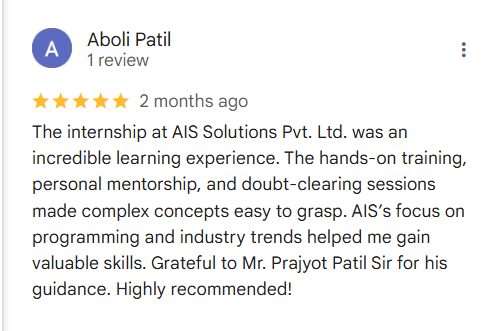 A
Aboli Patil
1 review
2 months ago
The internship at AIS Solutions Pvt. Ltd. was an
incredible learning experience. The hands-on training,
personal mentorship, and doubt-clearing sessions
made complex concepts easy to grasp. AIS’s focus on
programming and industry trends helped me gain
valuable skills. Grateful to Mr. Prajyot Patil Sir for his
guidance. Highly recommended!